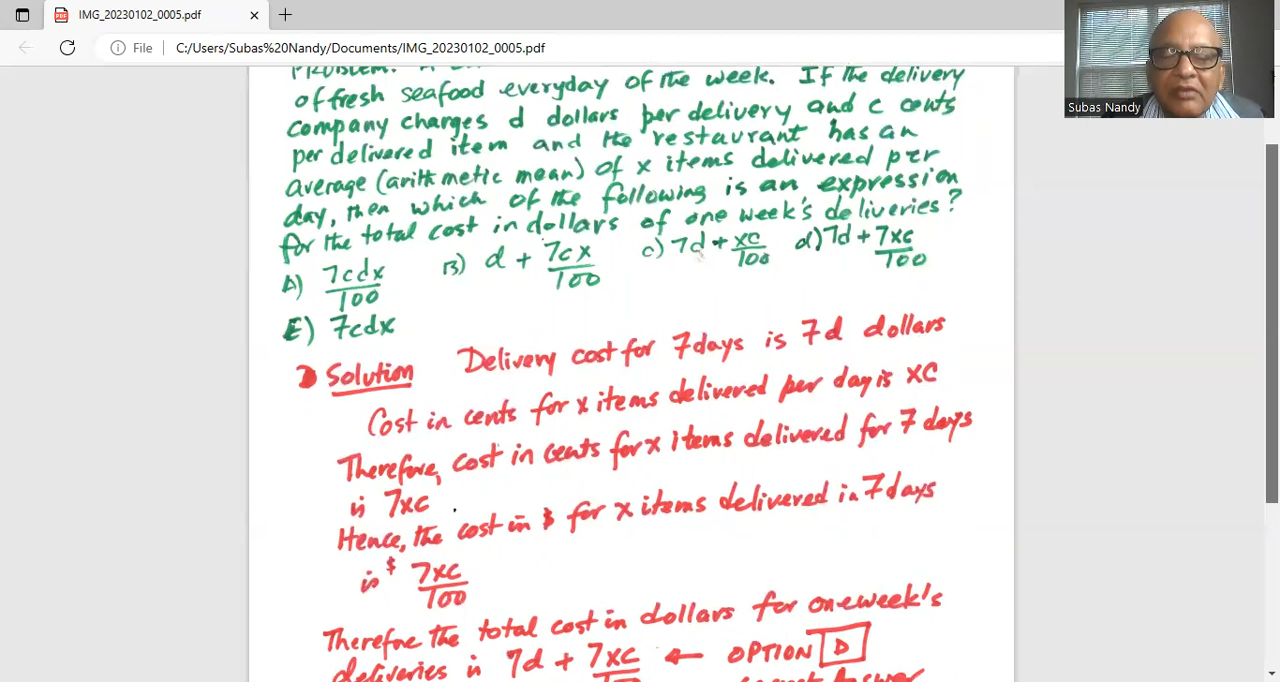 IMG_20230102_0005.pdf
File
C:/Users/Subas%20Nandy/Documents/IMG_20230102_0005.pdf
Subas Nandy
of fresh seafood everyday of the week. If the delivery
company charges d dollars per delivery and c cents
per delivered item and the restaurant has an
average (arithmetic mean) of x items delivered per
day, then which of the following is an expression
for the total cost in dollars of one week's deliveries?
A) 7cdx/100 B) d + 7cx/100 c) 7d + xc/100 d) 7d + 7xc/100
E) 7cdx
Solution Delivery cost for 7days is 7d dollars
Cost in cents for x items delivered per day is XC
Therefore, cost in cents for x items delivered for 7 days
is 7xc
Hence, the cost in $ for x items delivered in 7 days
is $ 7xc/100
Therefore the total cost in dollars for oneweek's
deliveries is 7d + 7xc/100 ← OPTION D